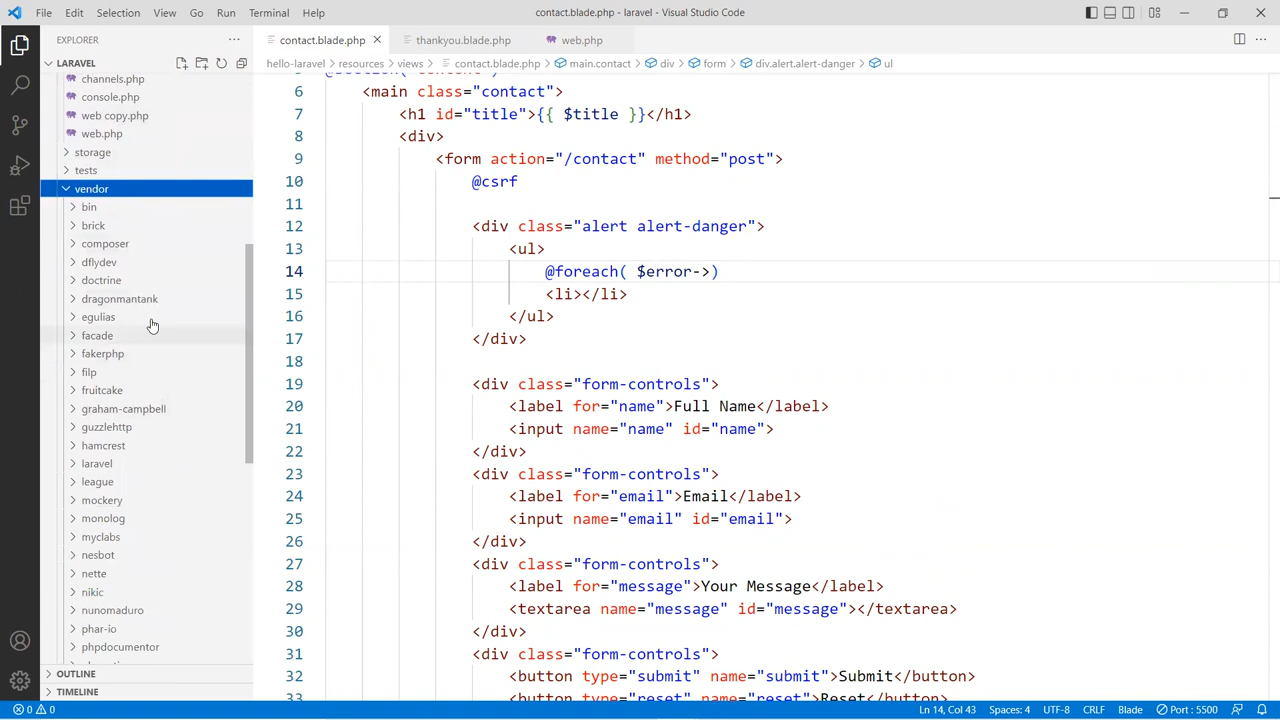 File Edit Selection View Go Run Terminal Help
contact.blade.php - laravel - Visual Studio Code
EXPLORER
LARAVEL
channels.php
console.php
web copy.php
web.php
storage
tests
vendor
bin
brick
composer
dflydev
doctrine
dragonmantank
egulias
facade
fakerphp
filp
fruitcake
graham-campbell
guzzlehttp
hamcrest
laravel
league
mockery
monolog
myclabs
nesbot
nette
nikic
nunomaduro
phar-io
phpdocumentor
OUTLINE
TIMELINE
contact.blade.php thankyou.blade.php web.php
hello-laravel > resources > views > contact.blade.php > main.contact > div > form > div.alert.alert-danger > ul
6 <main class="contact">
7 <h1 id="title">{{ $title }}</h1>
8 <div>
9 <form action="/contact" method="post">
10 @csrf
11
12 <div class="alert alert-danger">
13 <ul>
14 @foreach( $error->)
15 <li></li>
16 </ul>
17 </div>
18
19 <div class="form-controls">
20 <label for="name">Full Name</label>
21 <input name="name" id="name">
22 </div>
23 <div class="form-controls">
24 <label for="email">Email</label>
25 <input name="email" id="email">
26 </div>
27 <div class="form-controls">
28 <label for="message">Your Message</label>
29 <textarea name="message" id="message"></textarea>
30 </div>
31 <div class="form-controls">
32 <button type="submit" name="submit">Submit</button>
33 <button type="reset" name="reset">Reset</button>
0 0 Ln 14, Col 43 Spaces: 4 UTF-8 CRLF Blade Port : 5500